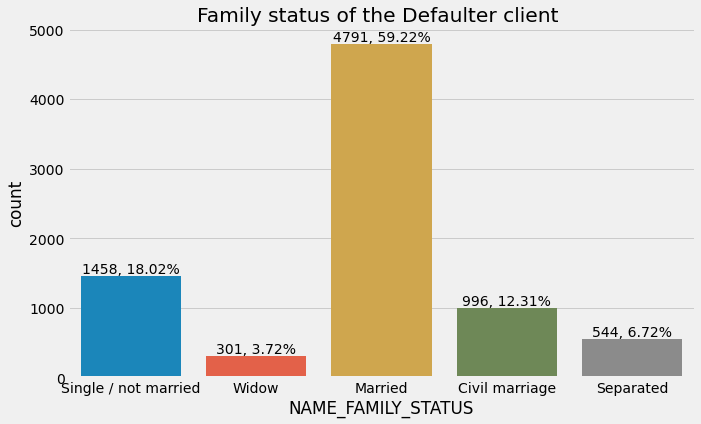 Family status of the Defaulter client
5000
4000
3000
2000
1000
0
count
1458, 18.02%
301, 3.72%
4791, 59.22%
996, 12.31%
544, 6.72%
Single / not married
Widow
Married
Civil marriage
Separated
NAME_FAMILY_STATUS